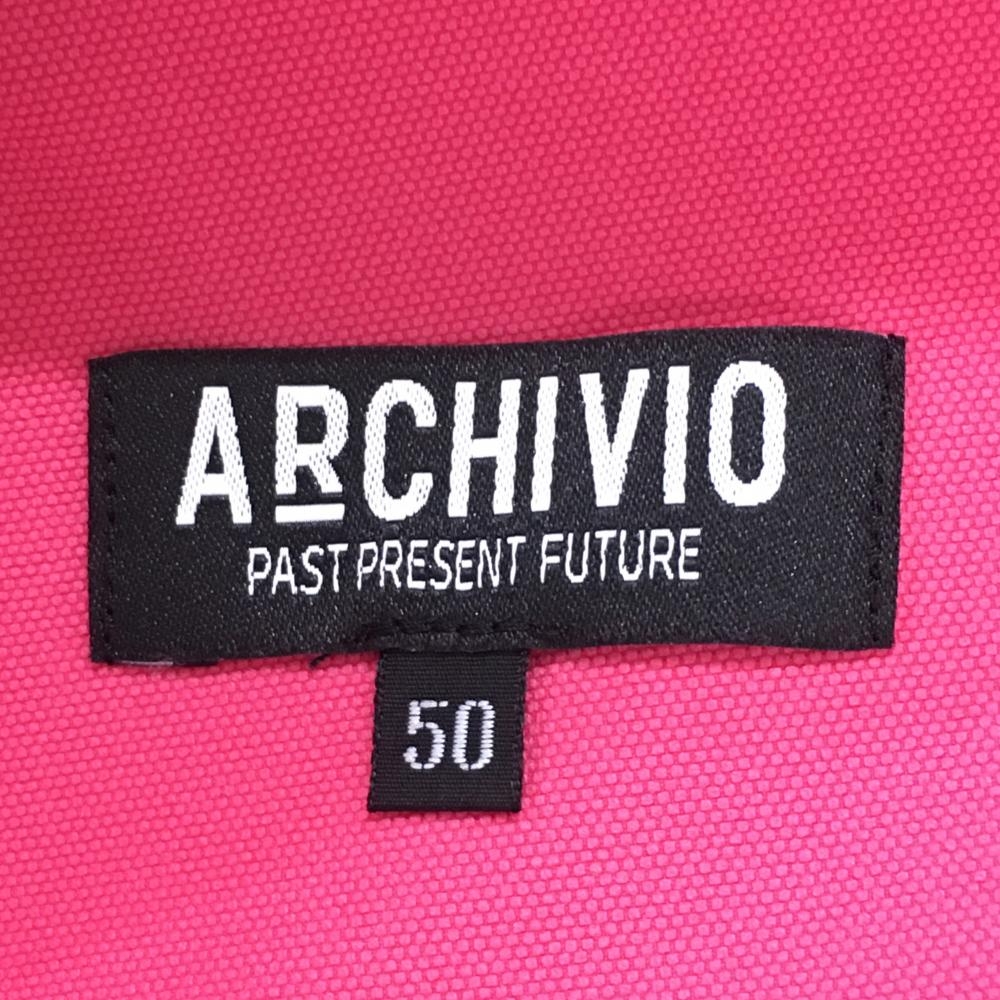 ARCHIVIO
PAST PRESENT FUTURE
50